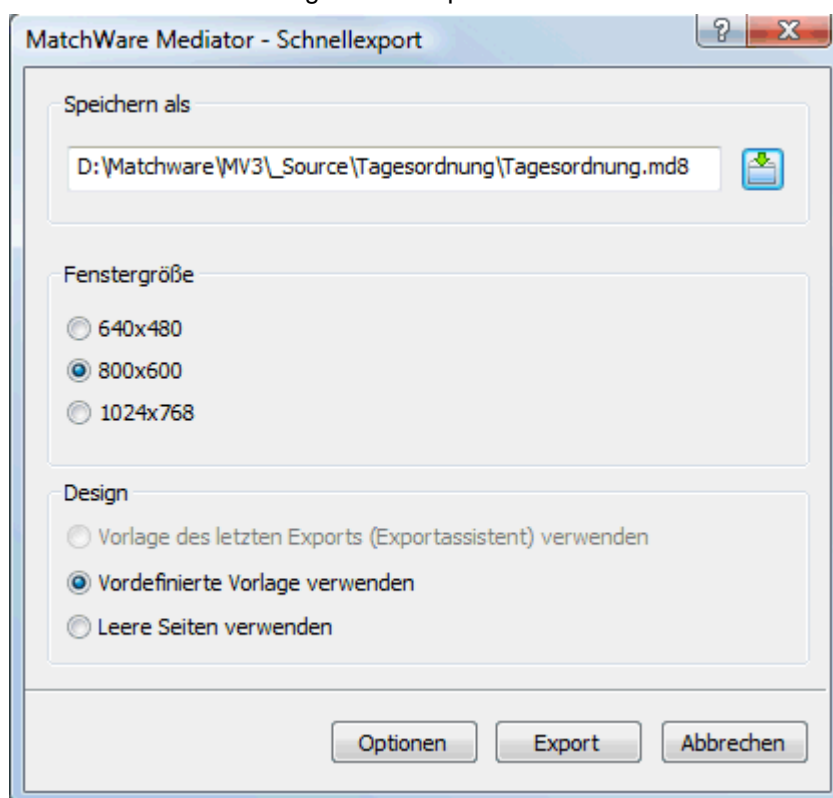 MatchWare Mediator - Schnellexport
Speichern als
D:\Matchware\MV3\_Source\Tagesordnung\Tagesordnung.md8
Fenstergröße
640x480
800x600
1024x768
Design
Vorlage des letzten Exports (Exportassistent) verwenden
Vordefinierte Vorlage verwenden
Leere Seiten verwenden
Optionen Export Abbrechen